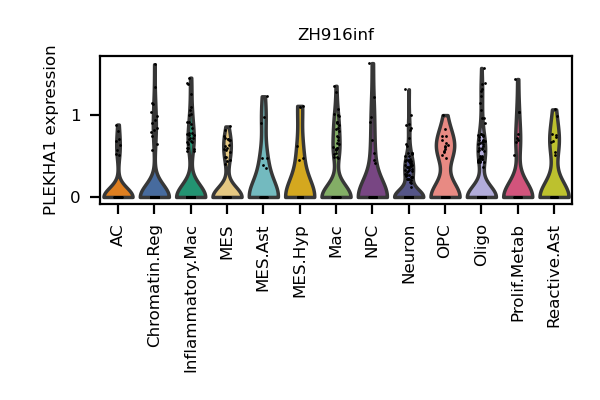 ZH916inf
PLEKHA1 expression
1
0
AC
Chromatin.Reg
Inflammatory.Mac
MES
MES.Ast
MES.Hyp
Mac
NPC
Neuron
OPC
Oligo
Prolif.Metab
Reactive.Ast